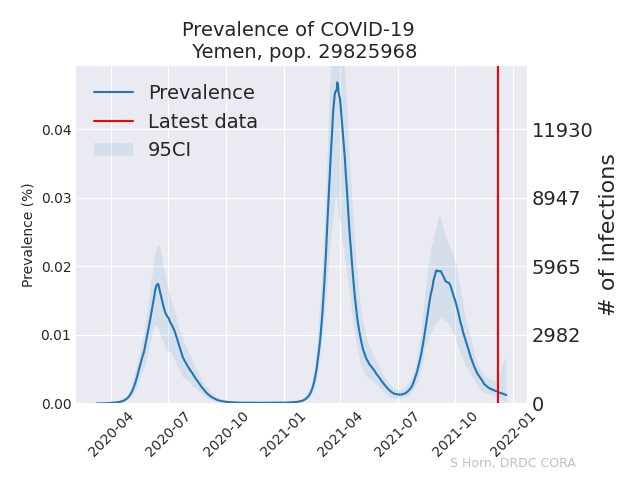 Prevalence of COVID-19
Yemen, pop. 29825968
Prevalence
Latest data
95CI
Prevalence (%)
0.04
0.03
0.02
0.01
0.00
11930
8947
5965
2982
0
# of infections
2020-04
2020-07
2020-10
2021-01
2021-04
2021-07
2021-10
2022-01
S Horn, DRDC CORA